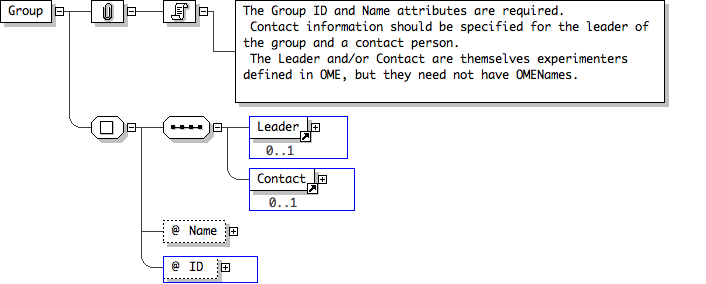 Group
The Group ID and Name attributes are required.
Contact information should be specified for the leader of
the group and a contact person.
The Leader and/or Contact are themselves experimenters
defined in OME, but they need not have OMENames.
Leader
0..1
Contact
0..1
@ Name
@ ID